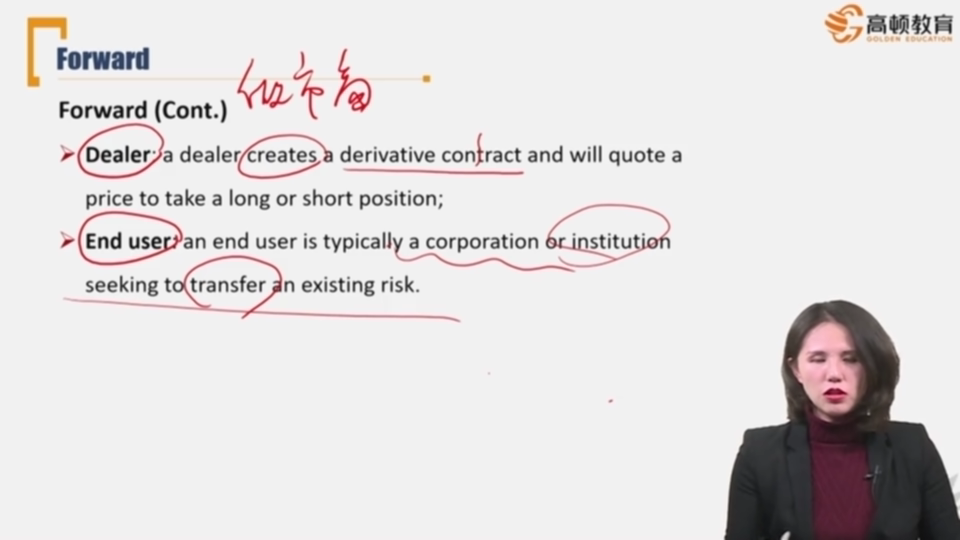 高顿教育
GOLDEN EDUCATION
Forward
做市商
Forward (Cont.)
Dealer: a dealer creates a derivative contract and will quote a
price to take a long or short position;
End user: an end user is typically a corporation or institution
seeking to transfer an existing risk.